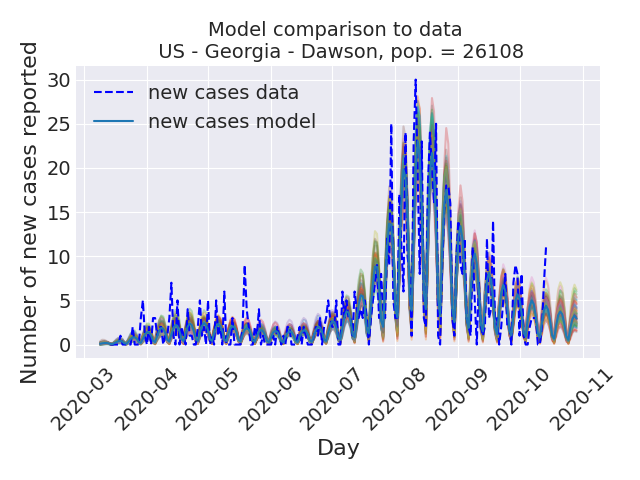 Model comparison to data
US - Georgia - Dawson, pop. = 26108
Number of new cases reported
30
25
20
15
10
5
0
new cases data
new cases model
2020-03
2020-04
2020-05
2020-06
2020-07
2020-08
2020-09
2020-10
2020-11
Day